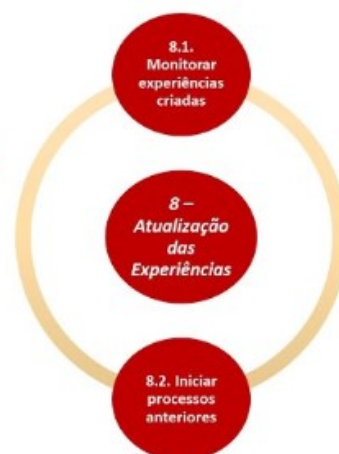 8.1.
Monitorar
experiências
criadas
8 –
Atualização
das
Experiências
8.2. Iniciar
processos
anteriores